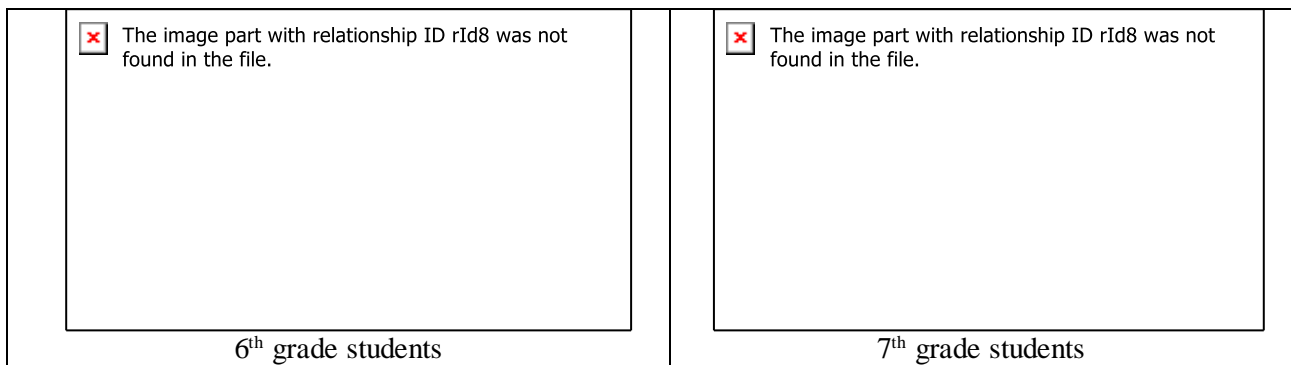 The image part with relationship ID rId8 was not
found in the file.
6th grade students
The image part with relationship ID rId8 was not
found in the file.
7th grade students